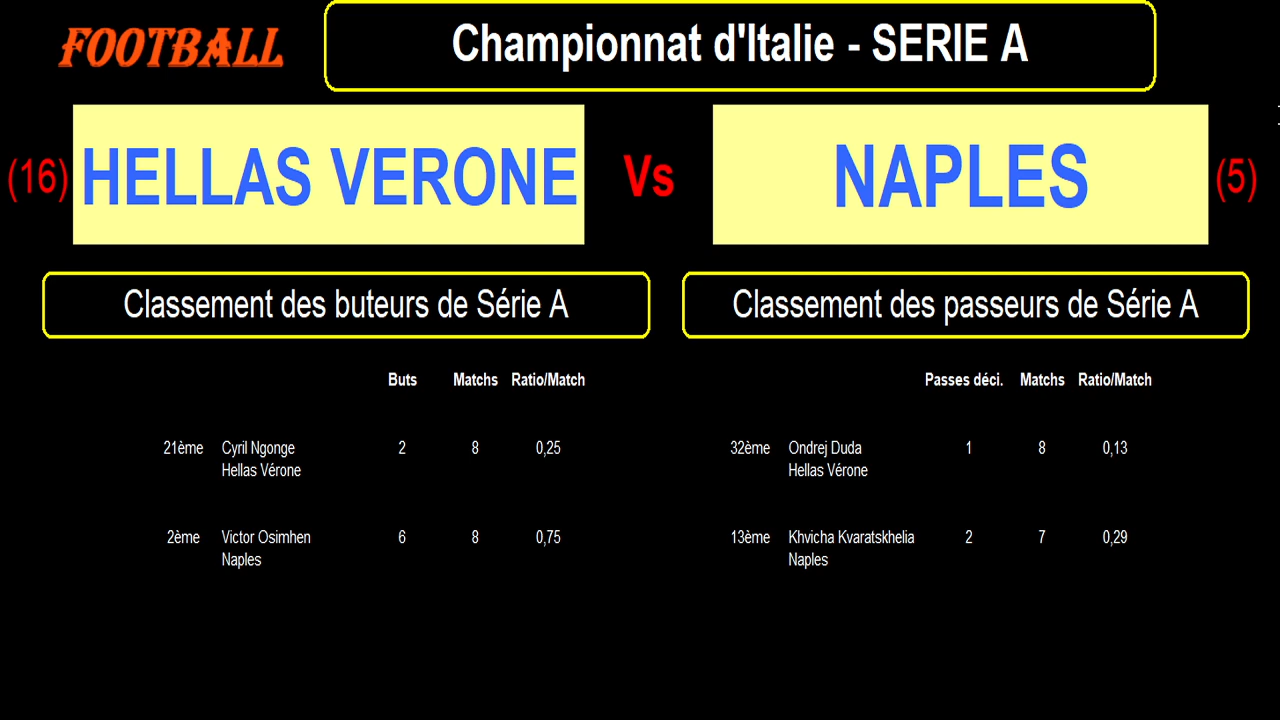 FOOTBALL
Championnat d'Italie - SERIE A
(16) HELLAS VERONE Vs NAPLES (5)
Classement des buteurs de Série A
Buts Matchs Ratio/Match
21ème Cyril Ngonge 2 8 0,25
Hellas Vérone
2ème Victor Osimhen 6 8 0,75
Naples
Classement des passeurs de Série A
Passes déci. Matchs Ratio/Match
32ème Ondrej Duda 1 8 0,13
Hellas Vérone
13ème Khvicha Kvaratskhelia 2 7 0,29
Naples